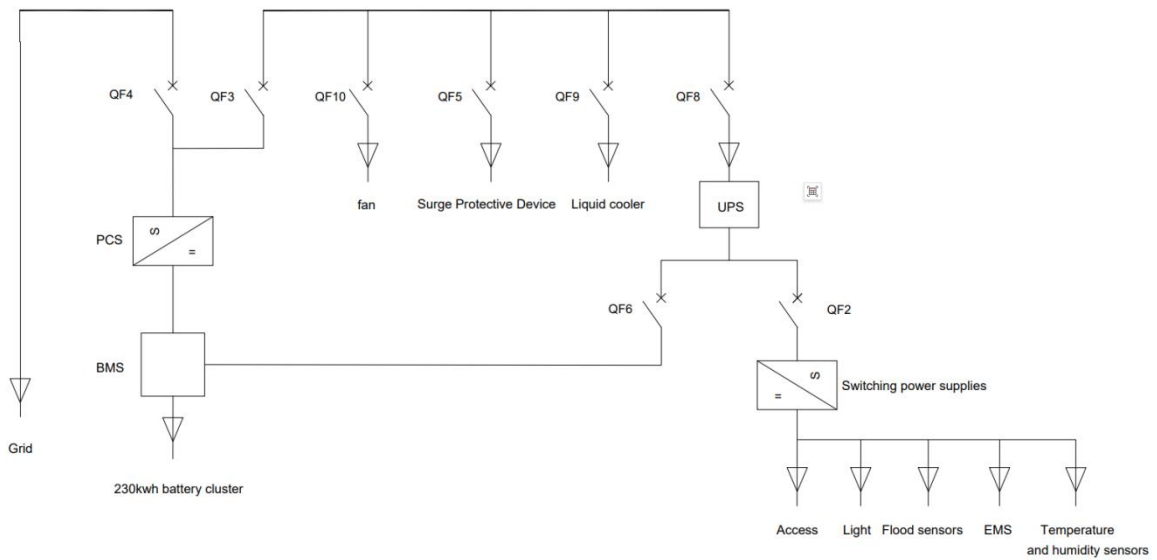 QF4
QF3
QF10
QF5
QF9
QF8
fan
Surge Protective Device
Liquid cooler
UPS
PCS
S
=
QF6
QF2
BMS
S
=
Switching power supplies
Grid
230kwh battery cluster
Access
Light
Flood sensors
EMS
Temperature
and humidity sensors